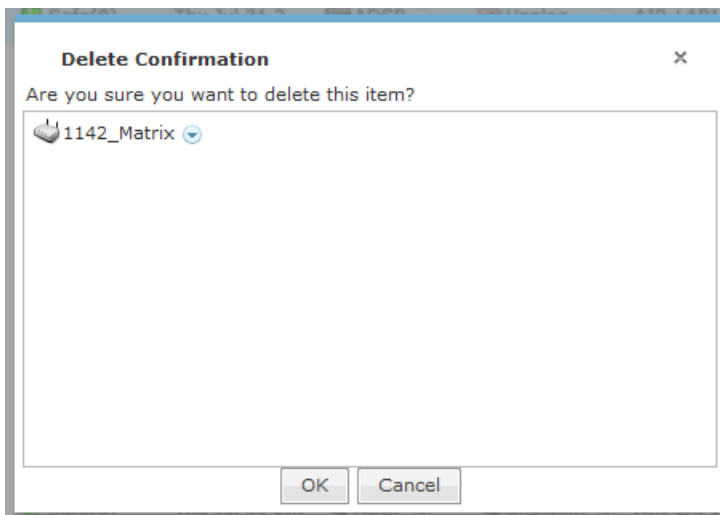 Delete Confirmation
Are you sure you want to delete this item?
1142_Matrix
OK
Cancel